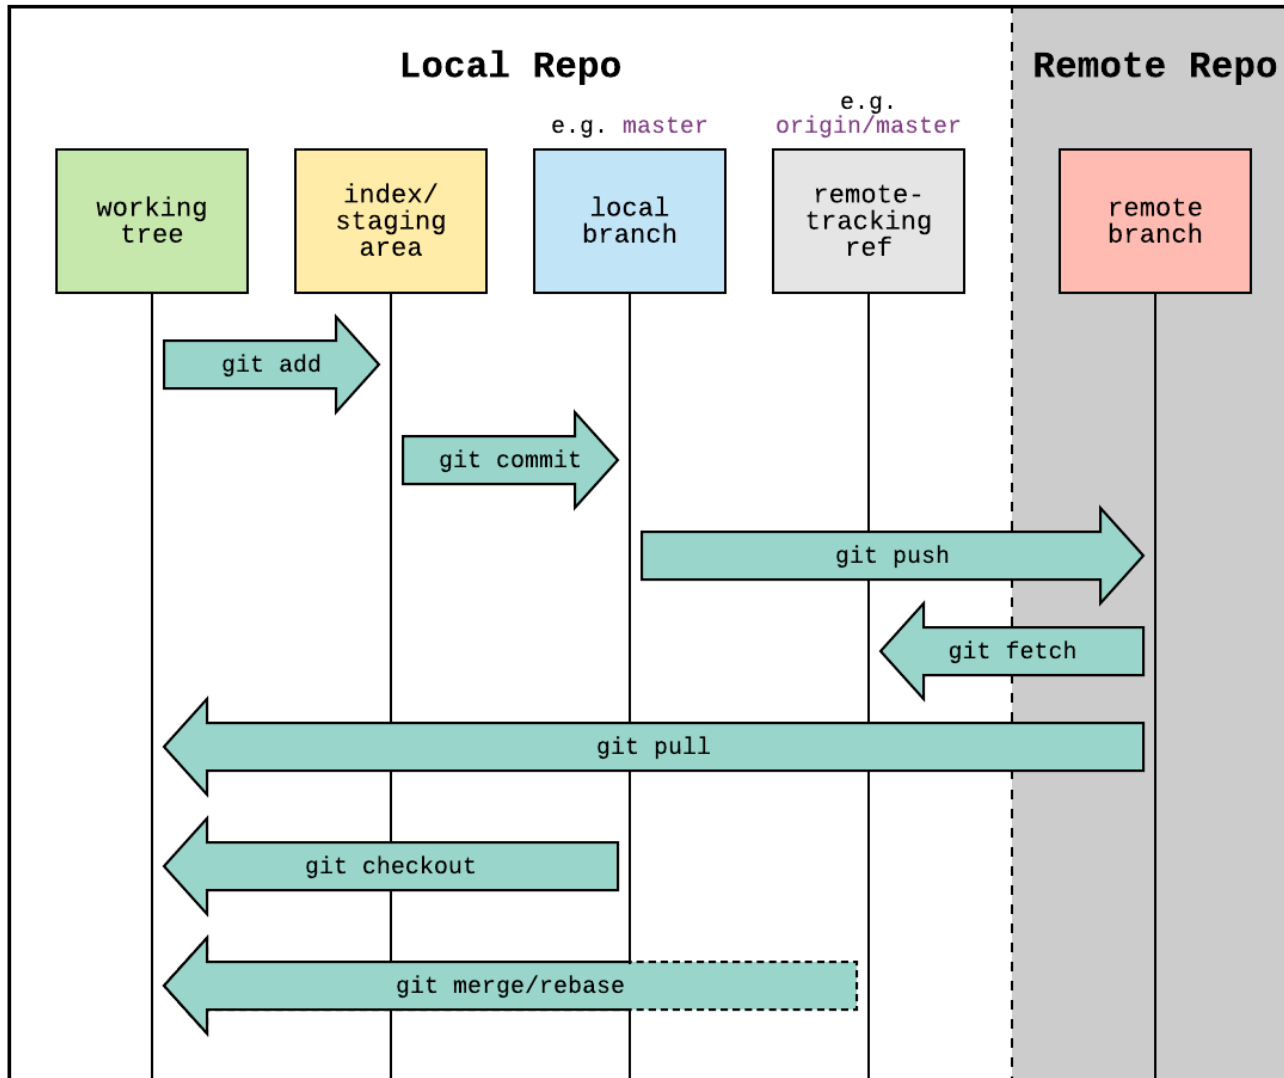 Local Repo
Remote Repo
e.g. master
e.g.
origin/master
working
tree
index/
staging
area
local
branch
remote-
tracking
ref
remote
branch
git add
git commit
git push
git fetch
git pull
git checkout
git merge/rebase